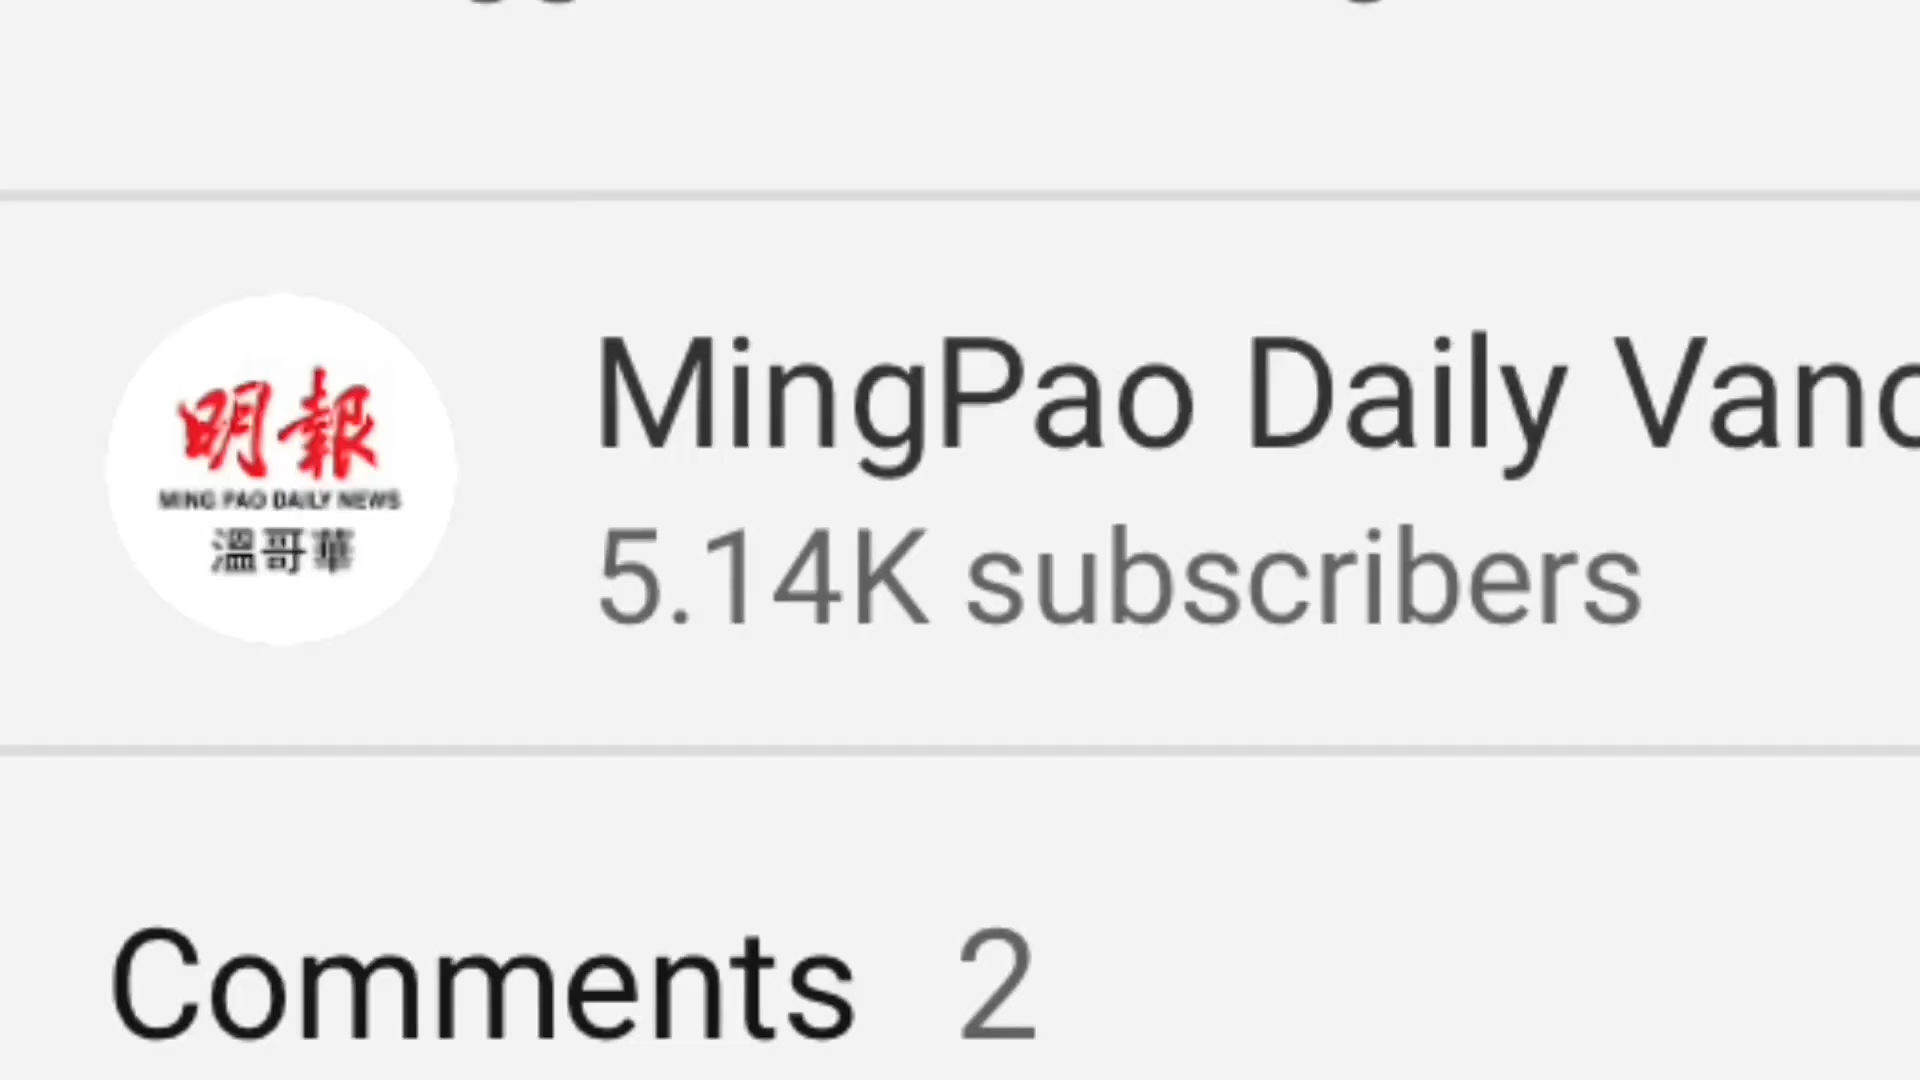 明報
MING PAO DAILY NEWS
溫哥華
MingPao Daily Vanc
5.14K subscribers
Comments 2